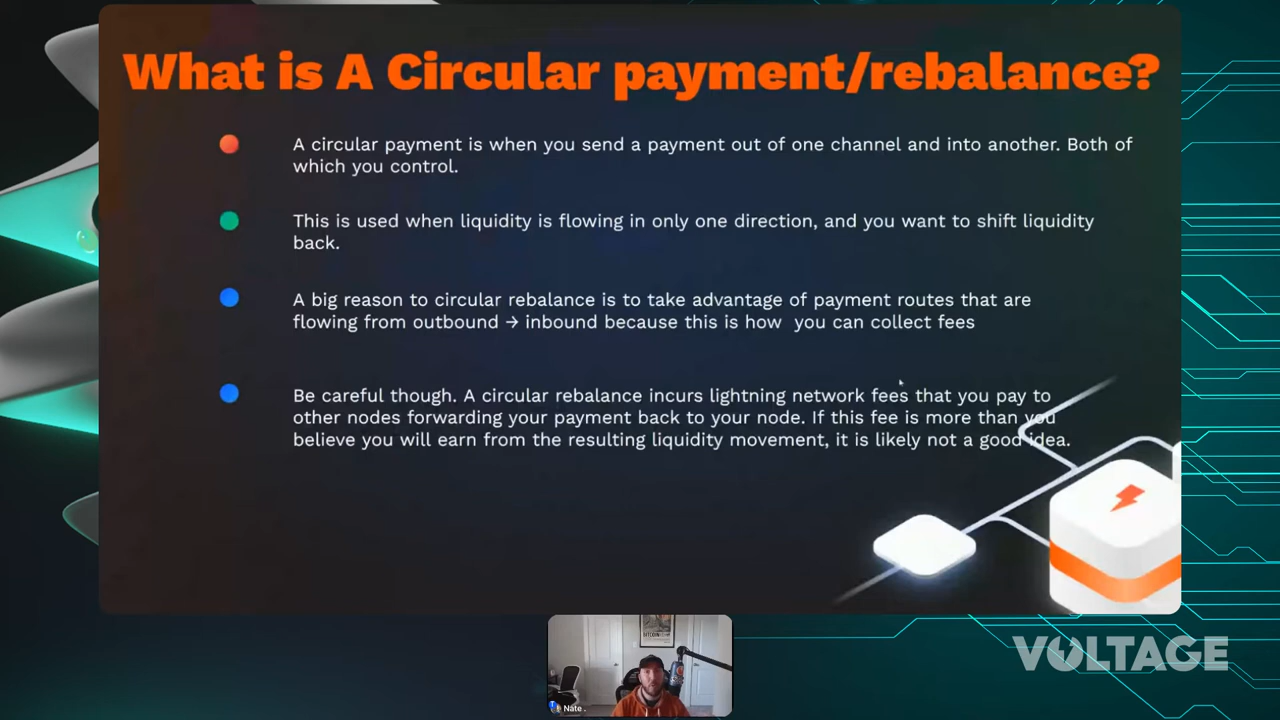 What is A Circular payment/rebalance?
A circular payment is when you send a payment out of one channel and into another. Both of
which you control.
This is used when liquidity is flowing in only one direction, and you want to shift liquidity
back.
A big reason to circular rebalance is to take advantage of payment routes that are
flowing from outbound → inbound because this is how  you can collect fees
Be careful though. A circular rebalance incurs lightning network fees that you pay to
other nodes forwarding your payment back to your node. If this fee is more than you
believe you will earn from the resulting liquidity movement, it is likely not a good idea.
BITCOIN
Nate .
VOLTAGE